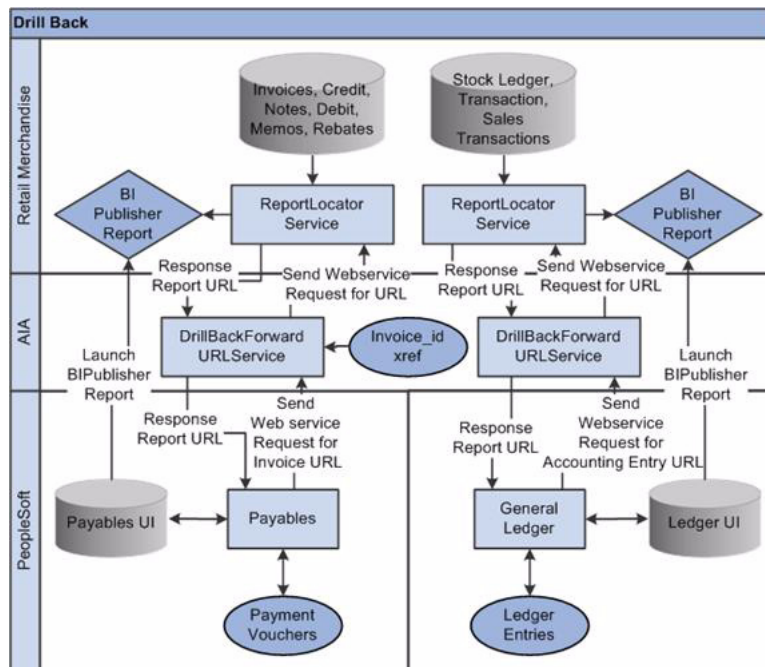 Drill Back
Retail Merchandise
Invoices, Credit,
Notes, Debit,
Memos, Rebates
Stock Ledger,
Transaction,
Sales
Transactions
BI
Publisher
Report
ReportLocator
Service
ReportLocator
Service
BI
Publisher
Report
Response
Report URL
Send Webservice
Request for URL
Response
Report URL
Send Webservice
Request for URL
AIA
DrillBackForward
URLService
Invoice_id
xref
DrillBackForward
URLService
Launch
BIPublisher
Report
Launch
BIPublisher
Report
PeopleSoft
Response
Report URL
Send
Web service
Request for
Invoice URL
Response
Report URL
Send
Webservice
Request for
Accounting Entry URL
Payables UI
Payables
General
Ledger
Ledger UI
Payment
Vouchers
Ledger
Entries